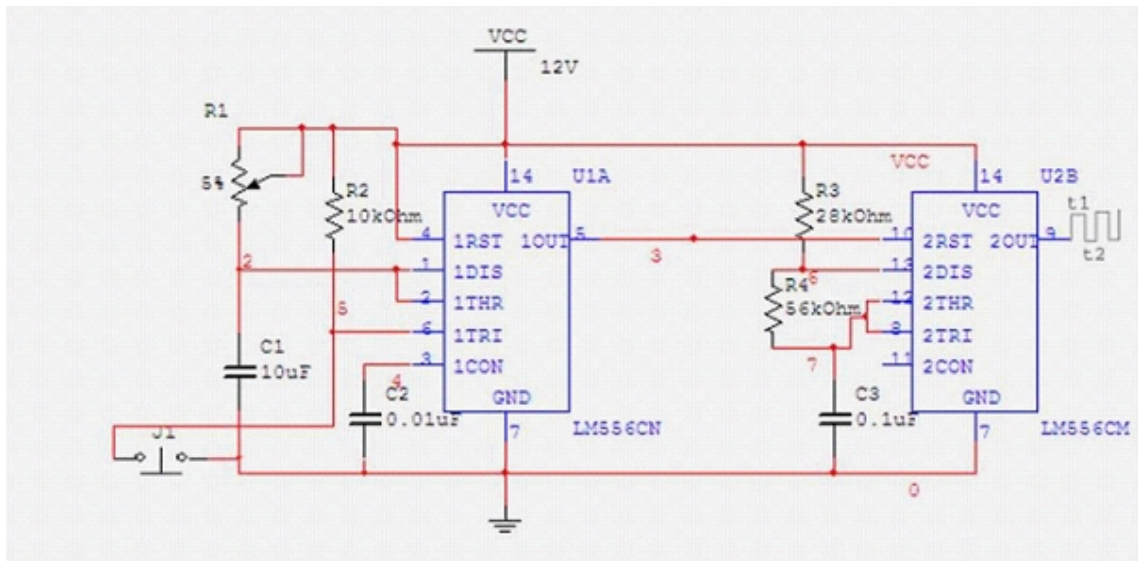 VCC
12V
R1
5%
R2
10kOhm
2
5
C1
10uF
J1
4
C2
0.01uF
14
U1A
VCC
4
1RST
1OUT
5
1
1DIS
2
1THR
6
1TRI
3
1CON
GND
7
LM556CN
3
VCC
R3
28kOhm
6
R4
56kOhm
7
C3
0.1uF
14
U2B
VCC
10
2RST
2OUT
9
13
2DIS
12
2THR
8
2TRI
11
2CON
GND
7
LM556CM
t1
t2
0